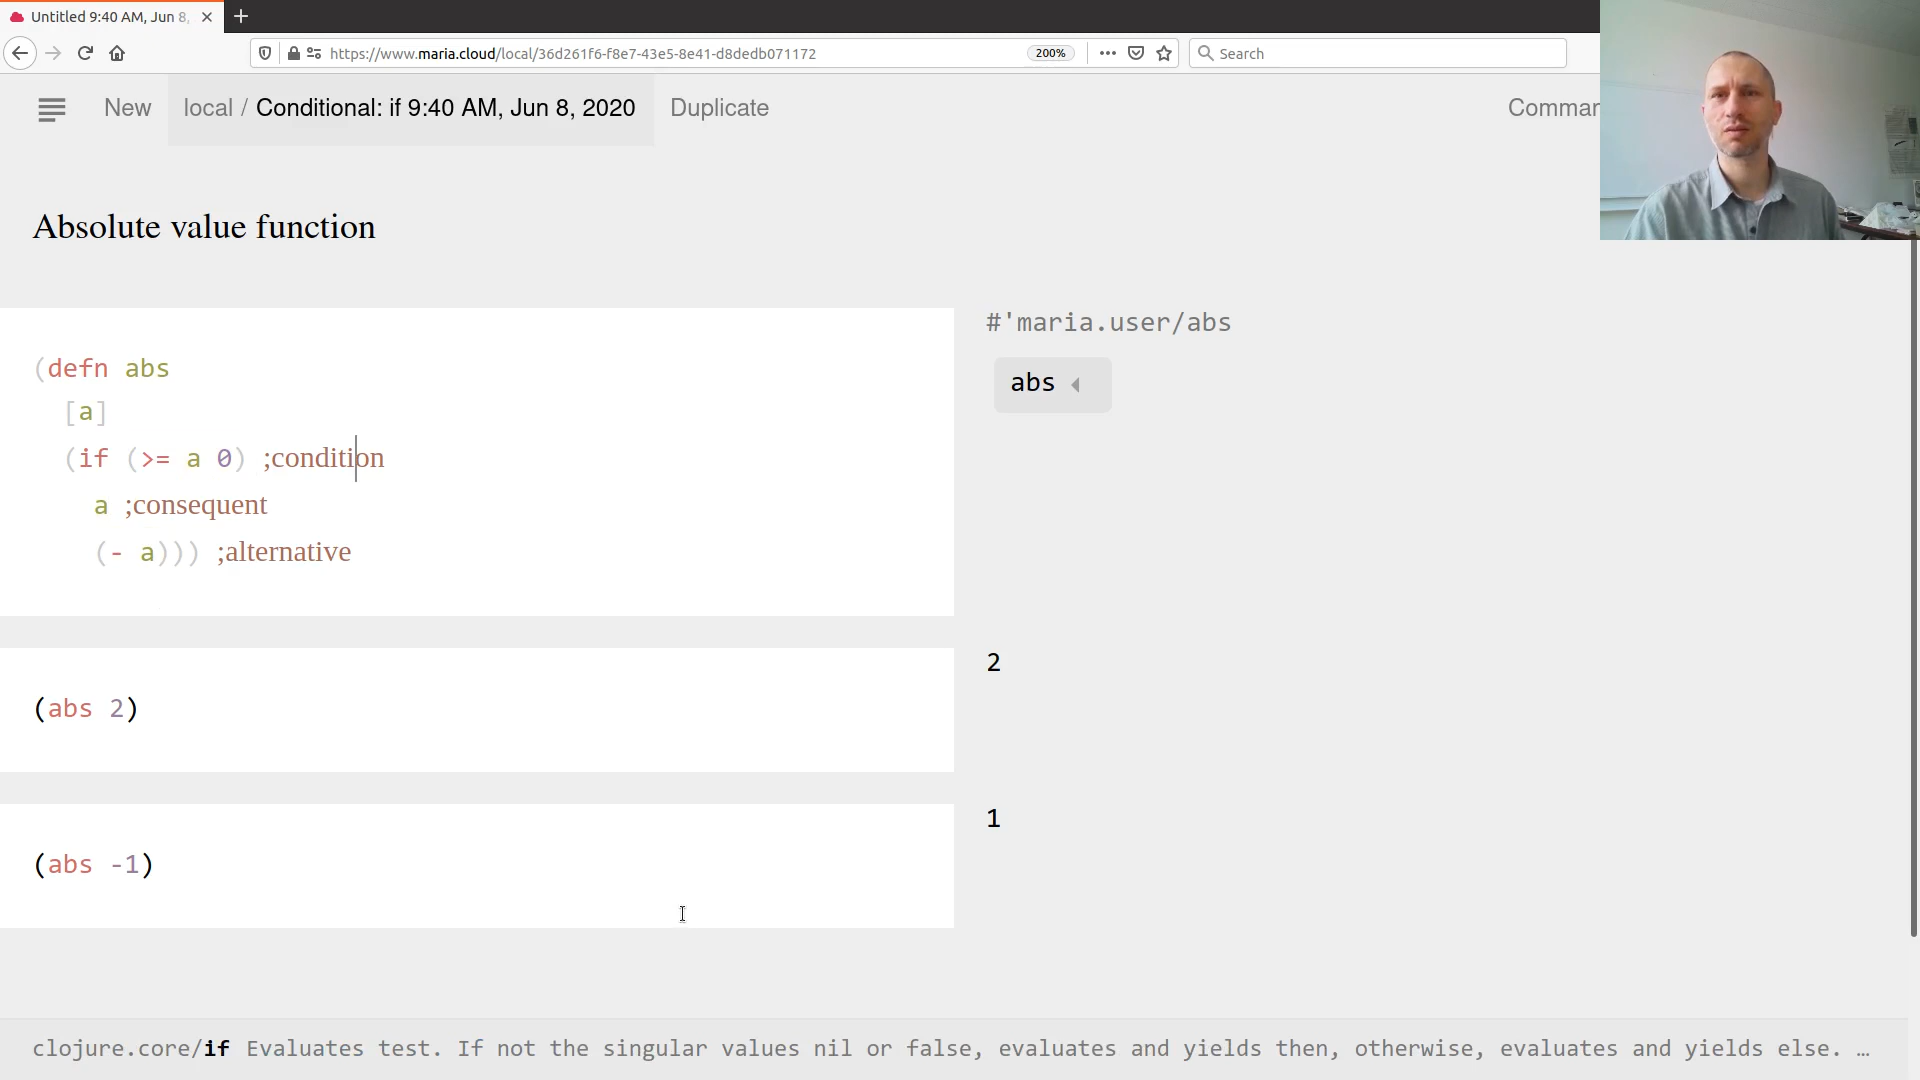 Untitled 9:40 AM, Jun 8,
https://www.maria.cloud/local/36d261f6-f8e7-43e5-8e41-d8dedb071172
200%
Search
New
local / Conditional: if 9:40 AM, Jun 8, 2020
Duplicate
Comman
Absolute value function
(defn abs
[a]
(if (>= a 0) ;condition
a ;consequent
(- a))) ;alternative
#'maria.user/abs
abs
(abs 2)
2
(abs -1)
1
clojure.core/if Evaluates test. If not the singular values nil or false, evaluates and yields then, otherwise, evaluates and yields else. …